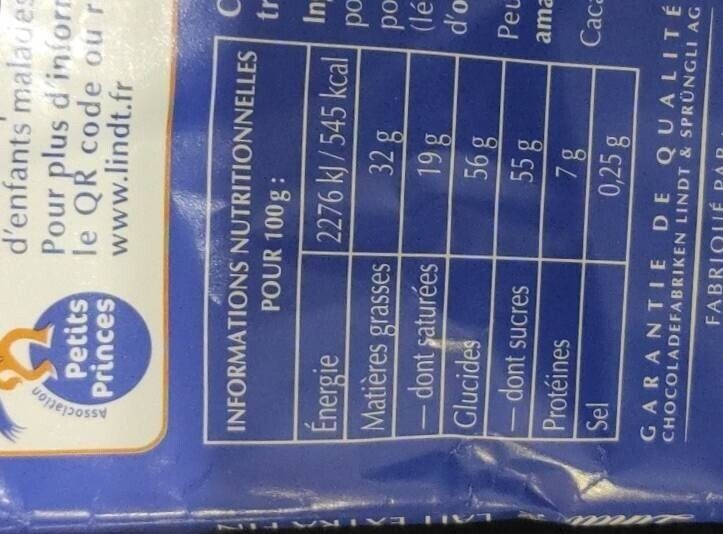 Association
Petits
Princes
d'enfants malades
Pour plus d'inform
le QR code ou r
www.lindt.fr
INFORMATIONS NUTRITIONNELLES
POUR 100g :
Énergie 2276 kJ / 545 kcal
Matières grasses 32 g
– dont saturées 19 g
Glucides 56 g
– dont sucres 55 g
Protéines 7 g
Sel 0,25 g
GARANTIE DE QUALITÉ
CHOCOLADEFABRIKEN LINDT & SPRÜNGLI AG
FABRIQUÉ PAR
C
tr
In
po
po
(lé
d'o
Peu
ama
Caca